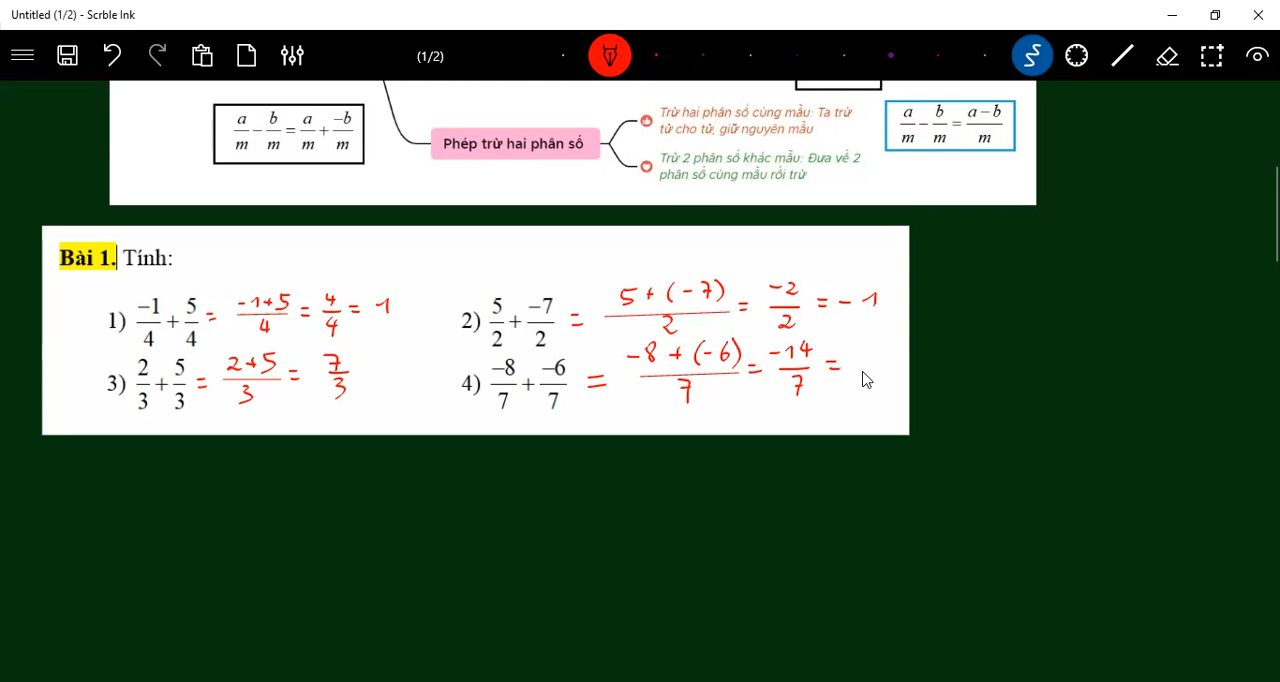 Untitled (1/2) - Scrble Ink
(1/2)
a/m - b/m = a/m + -b/m
Phép trừ hai phân số
Trừ hai phân số cùng mẫu: Ta trừ
tử cho tử, giữ nguyên mẫu
a/m - b/m = a-b/m
Trừ 2 phân số khác mẫu: Đưa về 2
phân số cùng mẫu rồi trừ
Bài 1. Tính:
1) -1/4 + 5/4 = -1+5/4 = 4/4 = 1
2) 5/2 + -7/2 = 5+(-7)/2 = -2/2 = -1
3) 2/3 + 5/3 = 2+5/3 = 7/3
4) -8/7 + -6/7 = -8+(-6)/7 = -14/7 =